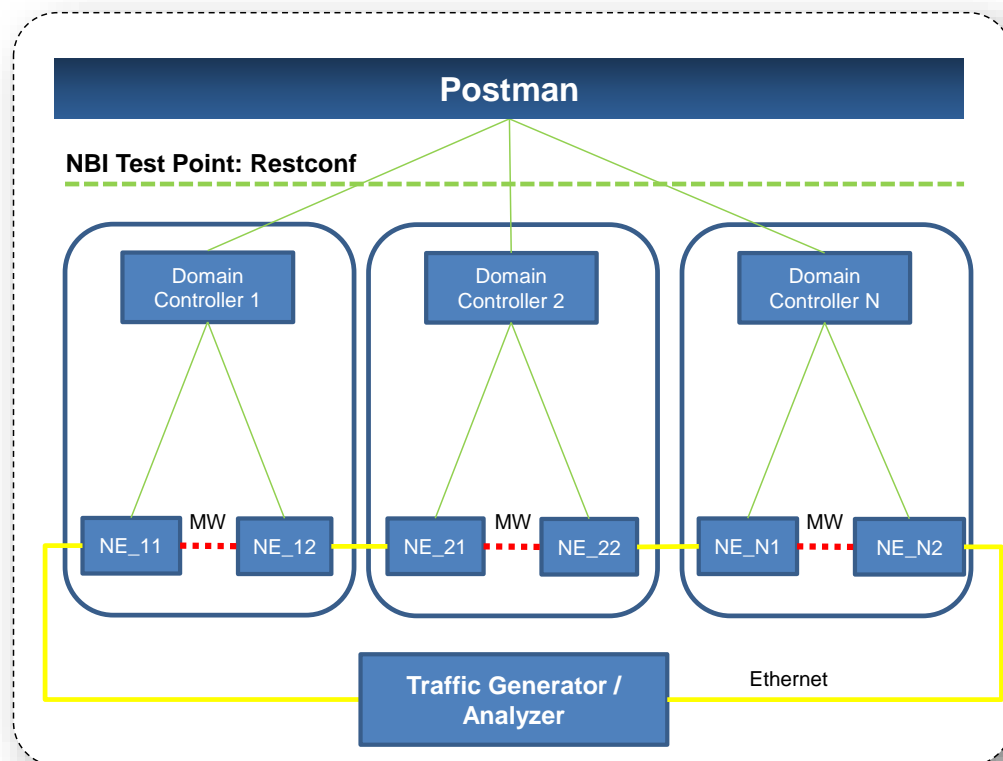 Postman
NBI Test Point: Restconf
Domain
Controller 1
Domain
Controller 2
Domain
Controller N
MW
MW
MW
NE_11
NE_12
NE_21
NE_22
NE_N1
NE_N2
Traffic Generator /
Analyzer
Ethernet